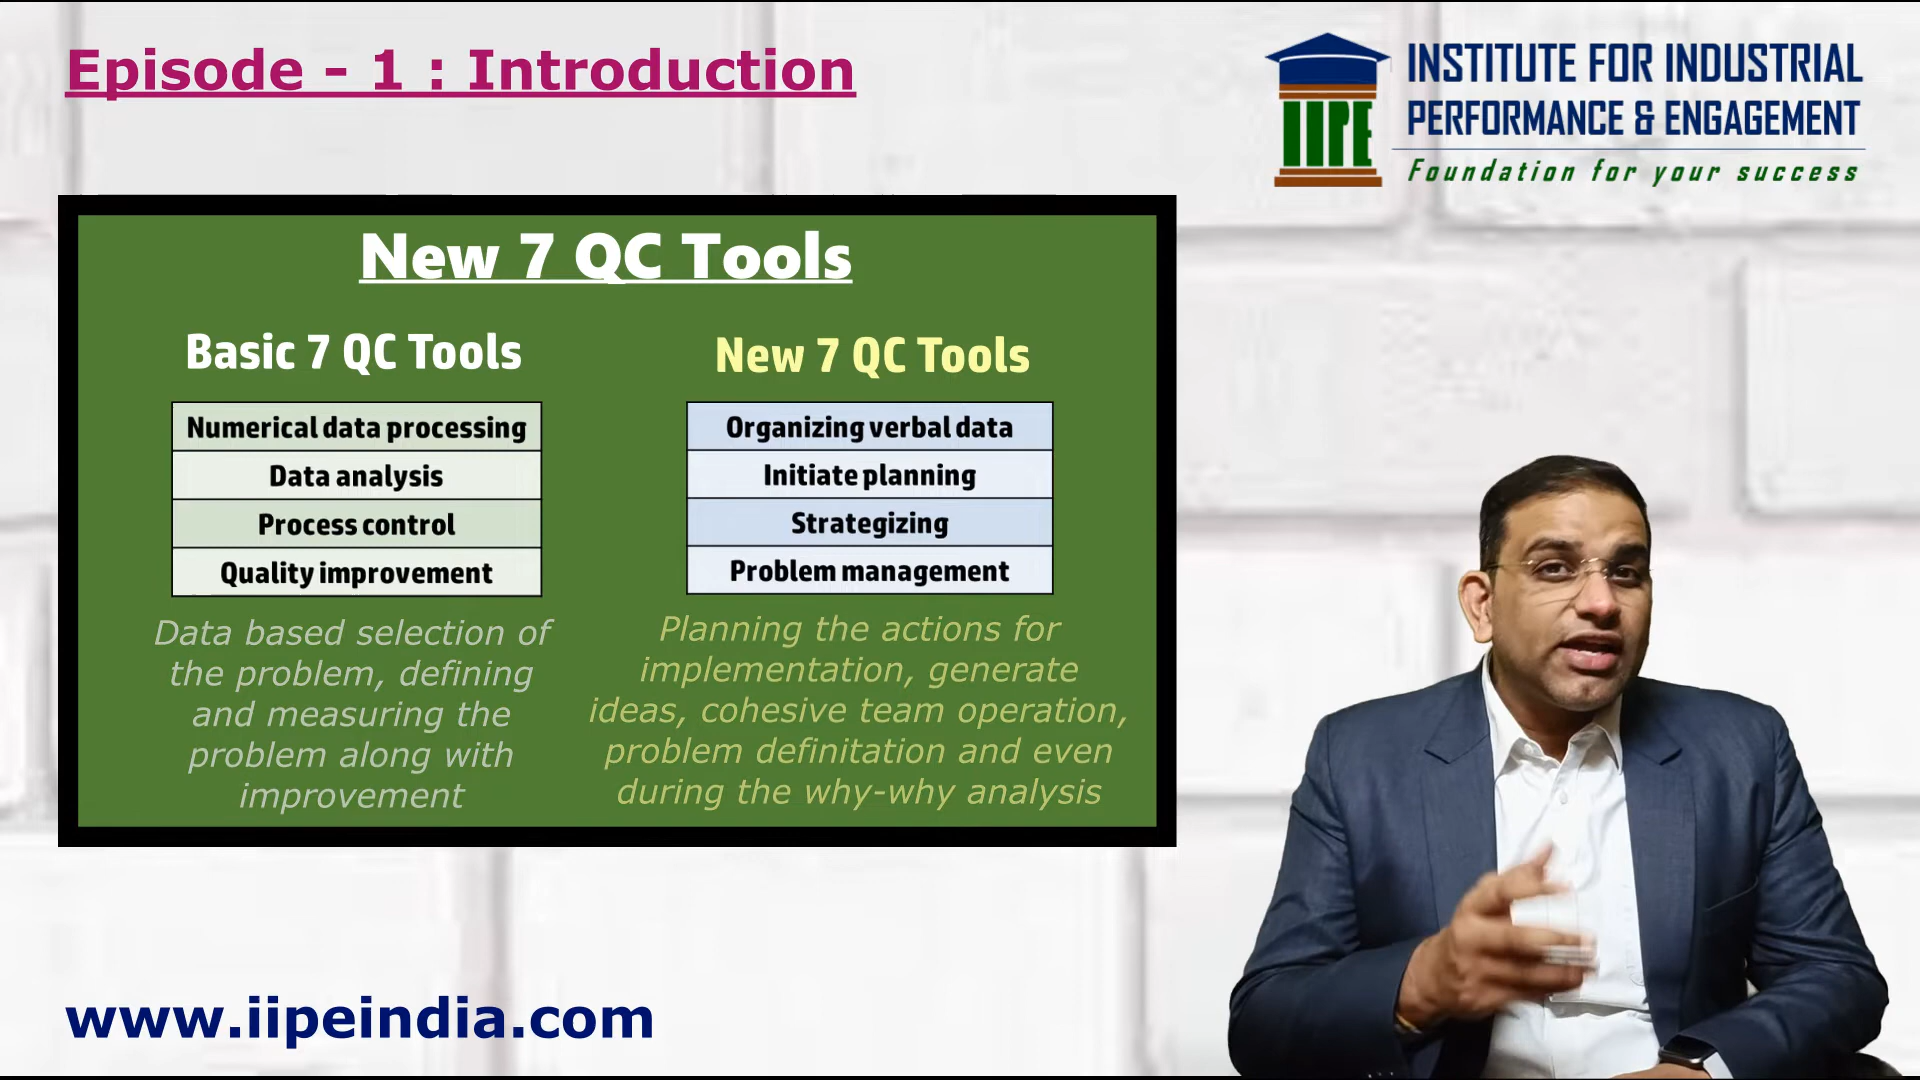 Episode - 1 : Introduction
IIPE
INSTITUTE FOR INDUSTRIAL
PERFORMANCE & ENGAGEMENT
Foundation for your success
New 7 QC Tools
Basic 7 QC Tools
Numerical data processing
Data analysis
Process control
Quality improvement
Data based selection of
the problem, defining
and measuring the
problem along with
improvement
New 7 QC Tools
Organizing verbal data
Initiate planning
Strategizing
Problem management
Planning the actions for
implementation, generate
ideas, cohesive team operation,
problem definitation and even
during the why-why analysis
www.iipeindia.com